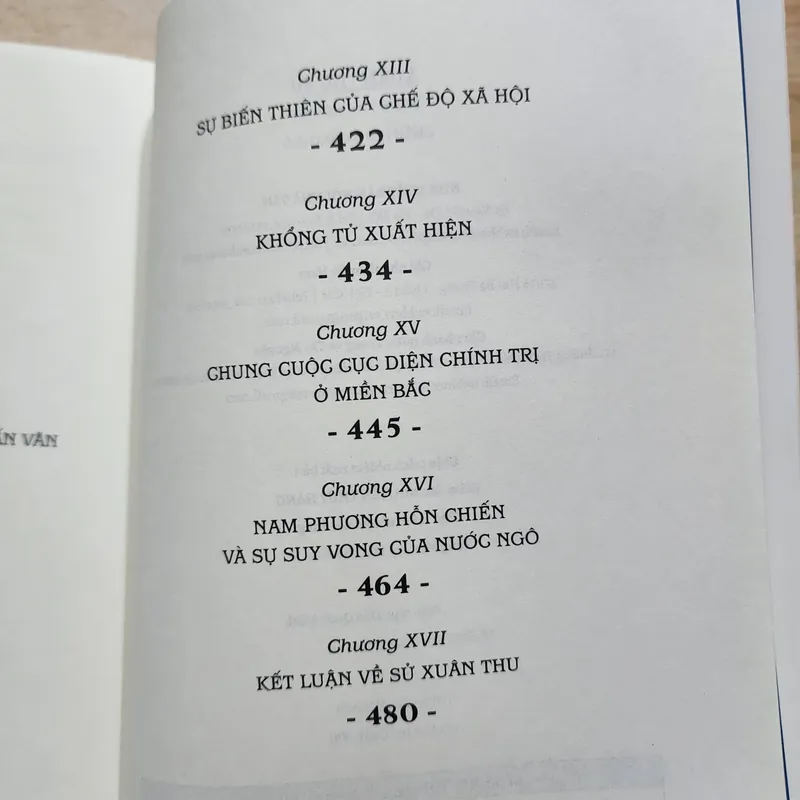 Chương XIII
SỰ BIẾN THIÊN CỦA CHẾ ĐỘ XÃ HỘI
- 422 -
Chương XIV
KHỔNG TỬ XUẤT HIỆN
- 434 -
Chương XV
CHUNG CUỘC CỤC DIỆN CHÍNH TRỊ
Ở MIỀN BẮC
- 445 -
Chương XVI
NAM PHƯƠNG HỖN CHIẾN
VÀ SỰ SUY VONG CỦA NƯỚC NGÔ
- 464 -
Chương XVII
KẾT LUẬN VỀ SỬ XUÂN THU
- 480 -
VÂN